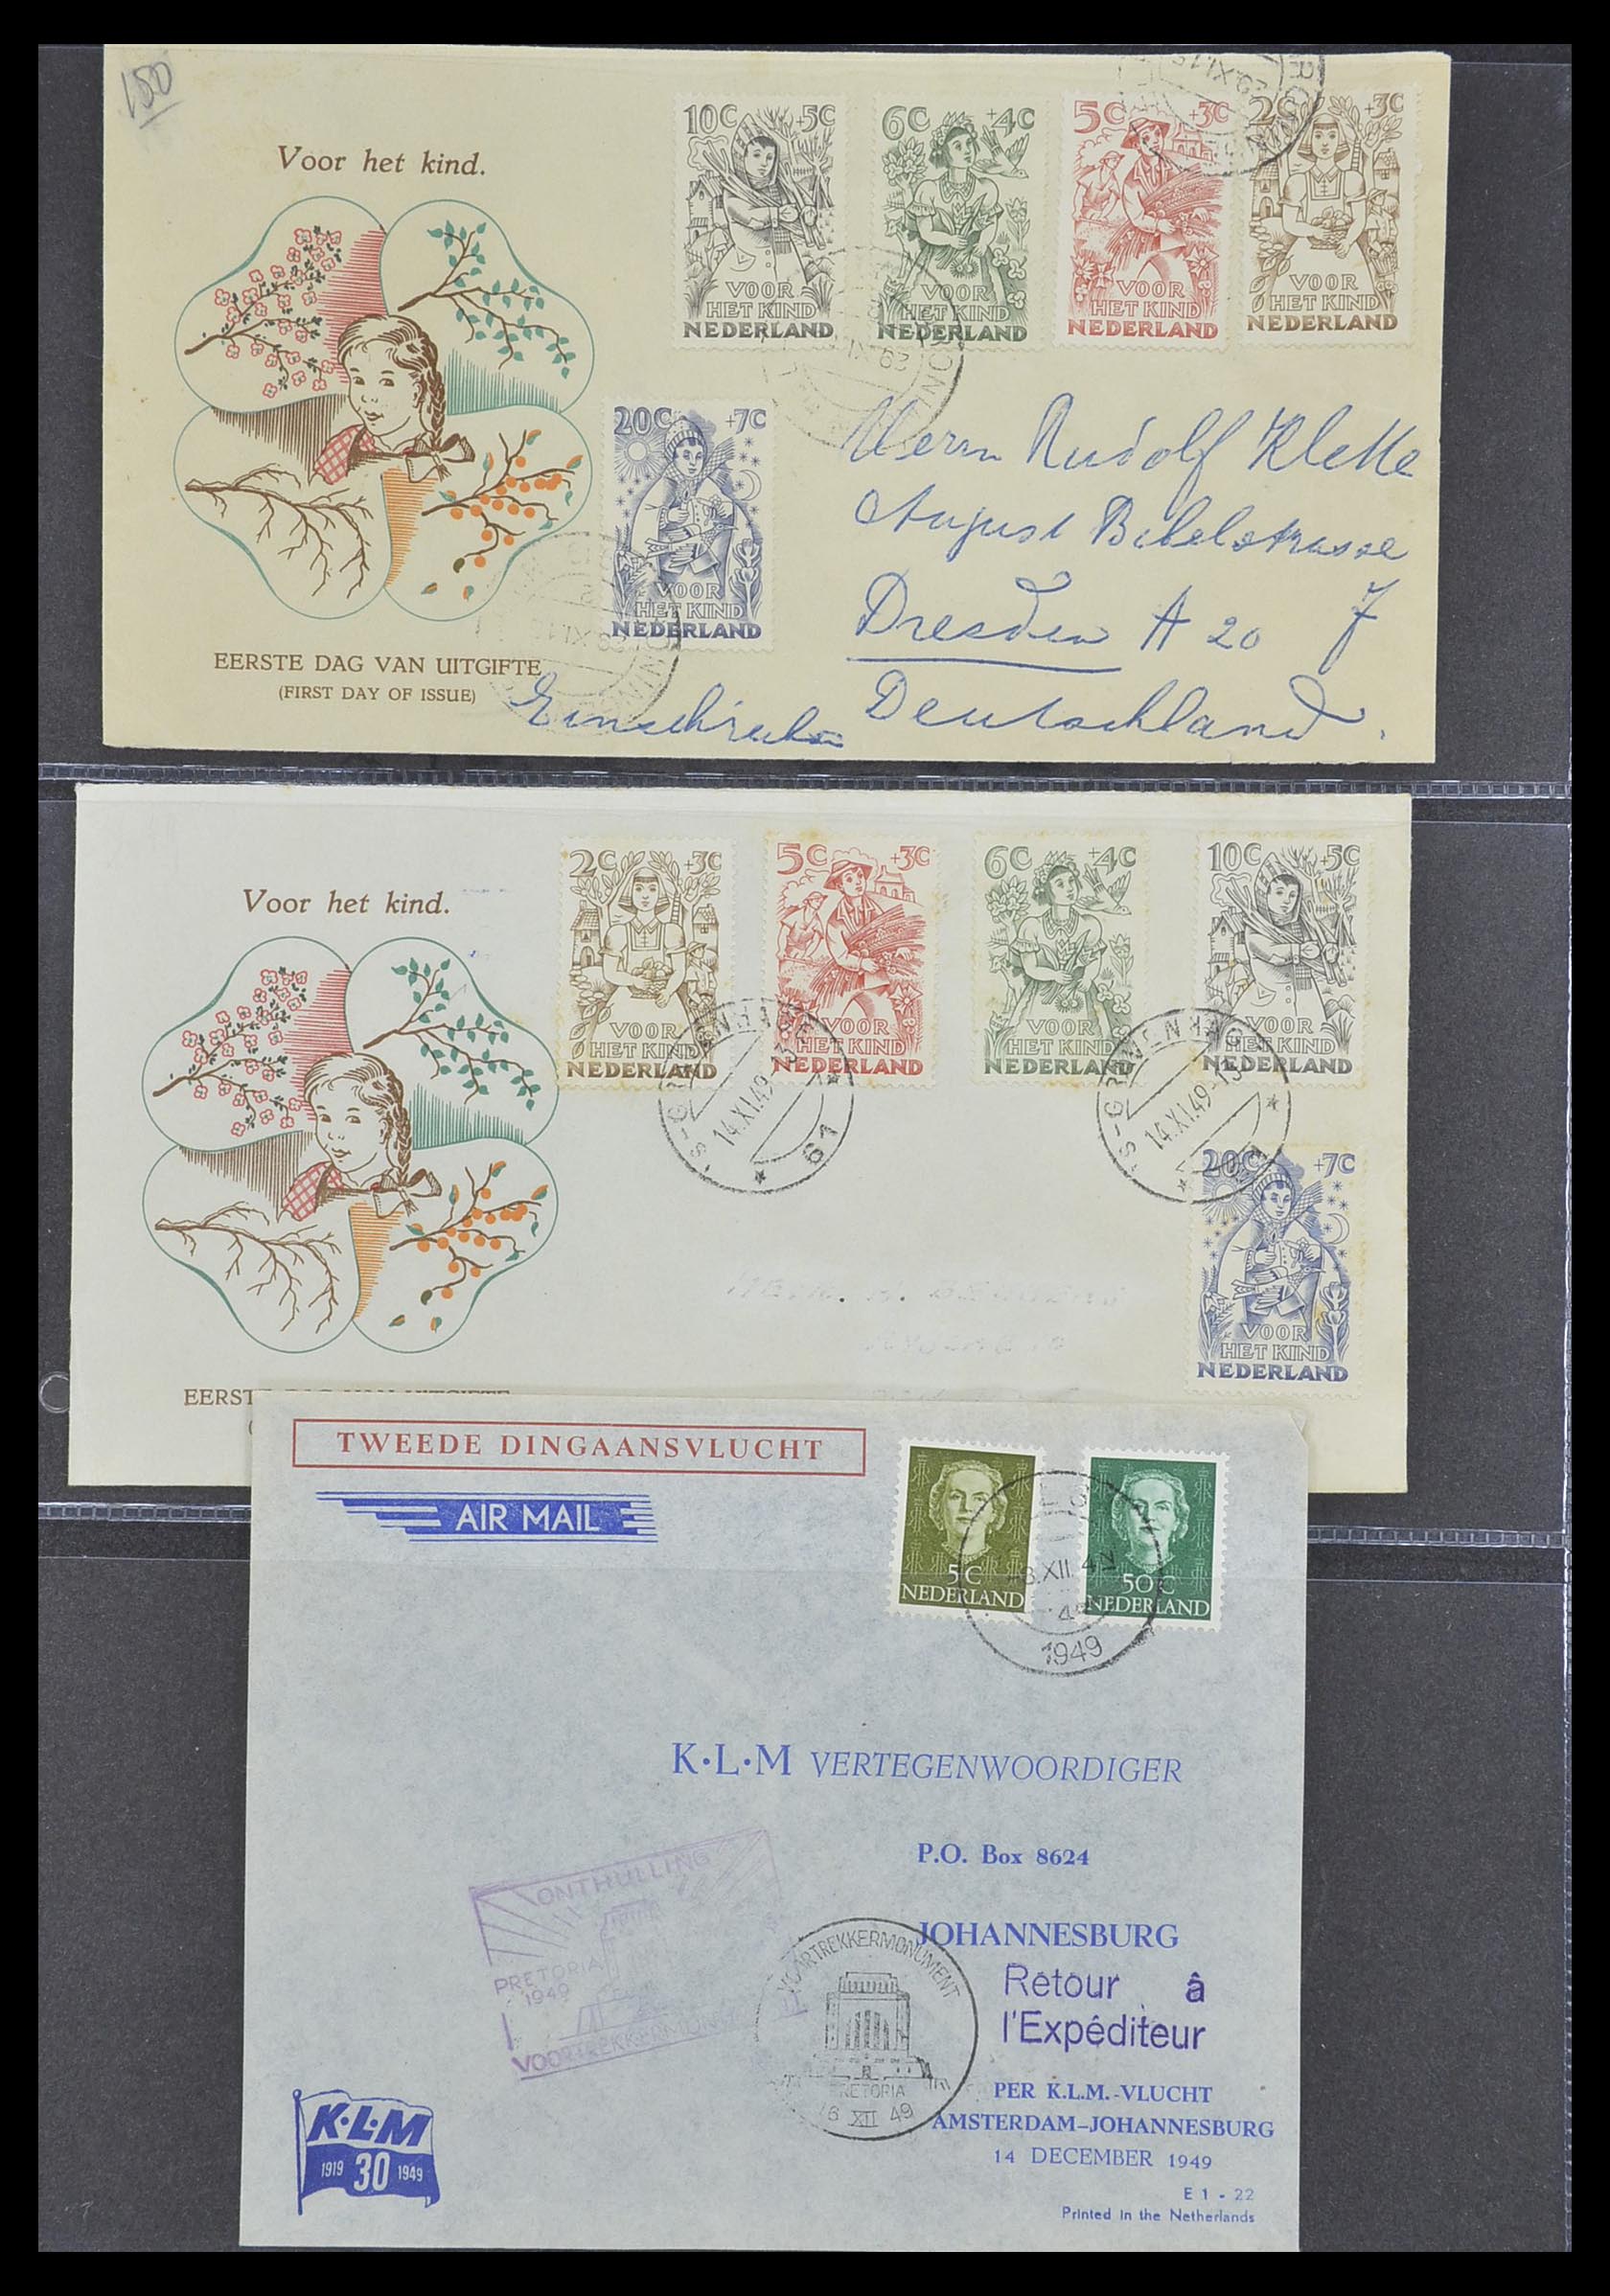 150
Voor het kind.
10C +5C
VOOR
HET KIND
NEDERLAND
6C +4C
VOOR
HET KIND
NEDERLAND
5C +3C
VOOR
HET KIND
NEDERLAND
2C +3C
VOOR
HET KIND
NEDERLAND
20C +7C
VOOR
HET KIND
NEDERLAND
Herrn Rudolf Klette
August Bebelstrasse
Dresden A 20
Deutschland.
Einschreiben
EERSTE DAG VAN UITGIFTE
(FIRST DAY OF ISSUE)
Voor het kind.
2C +3C
VOOR
HET KIND
NEDERLAND
5C +3C
VOOR
HET KIND
NEDERLAND
6C +4C
VOOR
HET KIND
NEDERLAND
10C +5C
VOOR
HET KIND
NEDERLAND
20C +7C
VOOR
HET KIND
NEDERLAND
14.XI.49
61
's-GRAVENHAGE
14.XI.49-13
TWEEDE DINGAANSVLUCHT
AIR MAIL
5C
NEDERLAND
50C
NEDERLAND
1949
K·L·M VERTEGENWOORDIGER
P.O. Box 8624
JOHANNESBURG
Retour â
l'Expéditeur
ONTHULLING
PRETORIA
1949
VOORTREKKERMON
VOORTREKKERMONUMENT
PRETORIA
16 XII 49
PER K.L.M.-VLUCHT
AMSTERDAM–JOHANNESBURG
14 DECEMBER 1949
E 1 - 22
Printed in the Netherlands
K·L·M
1919 30 1949